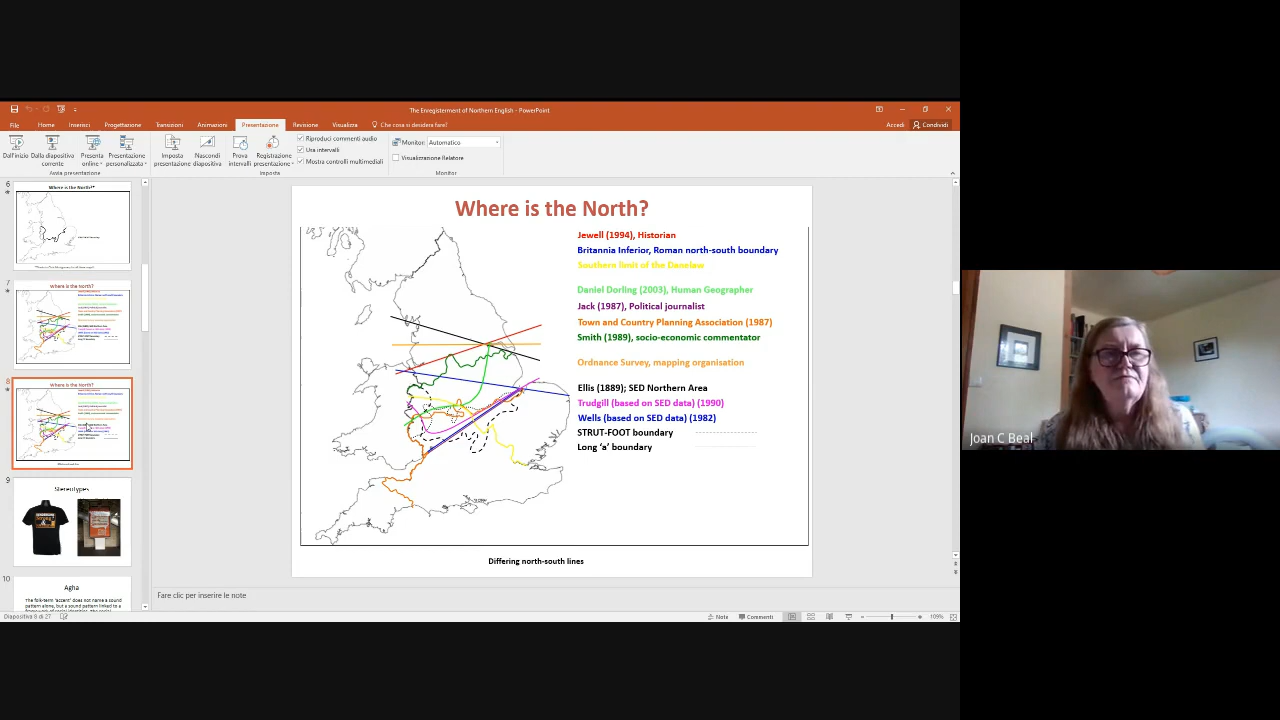 The Enregisterment of Northern English - PowerPoint
File
Home
Inserisci
Progettazione
Transizioni
Animazioni
Presentazione
Revisione
Visualizza
Che cosa si desidera fare?
Accedi
Condividi
Dall'inizio
Dalla diapositiva corrente
Presenta online
Presentazione personalizzata
Imposta presentazione
Nascondi diapositiva
Prova intervalli
Registrazione presentazione
Riproduci commenti audio
Usa intervalli
Mostra controlli multimediali
Monitor: Automatico
Visualizzazione Relatore
Avvia presentazione
Imposta
Monitor
6
Where is the North?*
7
Where is the North?
8
Where is the North?
9
Stereotypes
10
Agha
The folk-term 'accent' does not name a sound
pattern alone, but a sound pattern linked to a
Where is the North?
Jewell (1994), Historian
Britannia Inferior, Roman north-south boundary
Southern limit of the Danelaw
Daniel Dorling (2003), Human Geographer
Jack (1987), Political journalist
Town and Country Planning Association (1987)
Smith (1989), socio-economic commentator
Ordnance Survey, mapping organisation
Ellis (1889); SED Northern Area
Trudgill (based on SED data) (1990)
Wells (based on SED data) (1982)
STRUT-FOOT boundary
Long 'a' boundary
Differing north-south lines
Fare clic per inserire le note
Diapositiva 8 di 27
Note
Commenti
109%
Joan C Beal